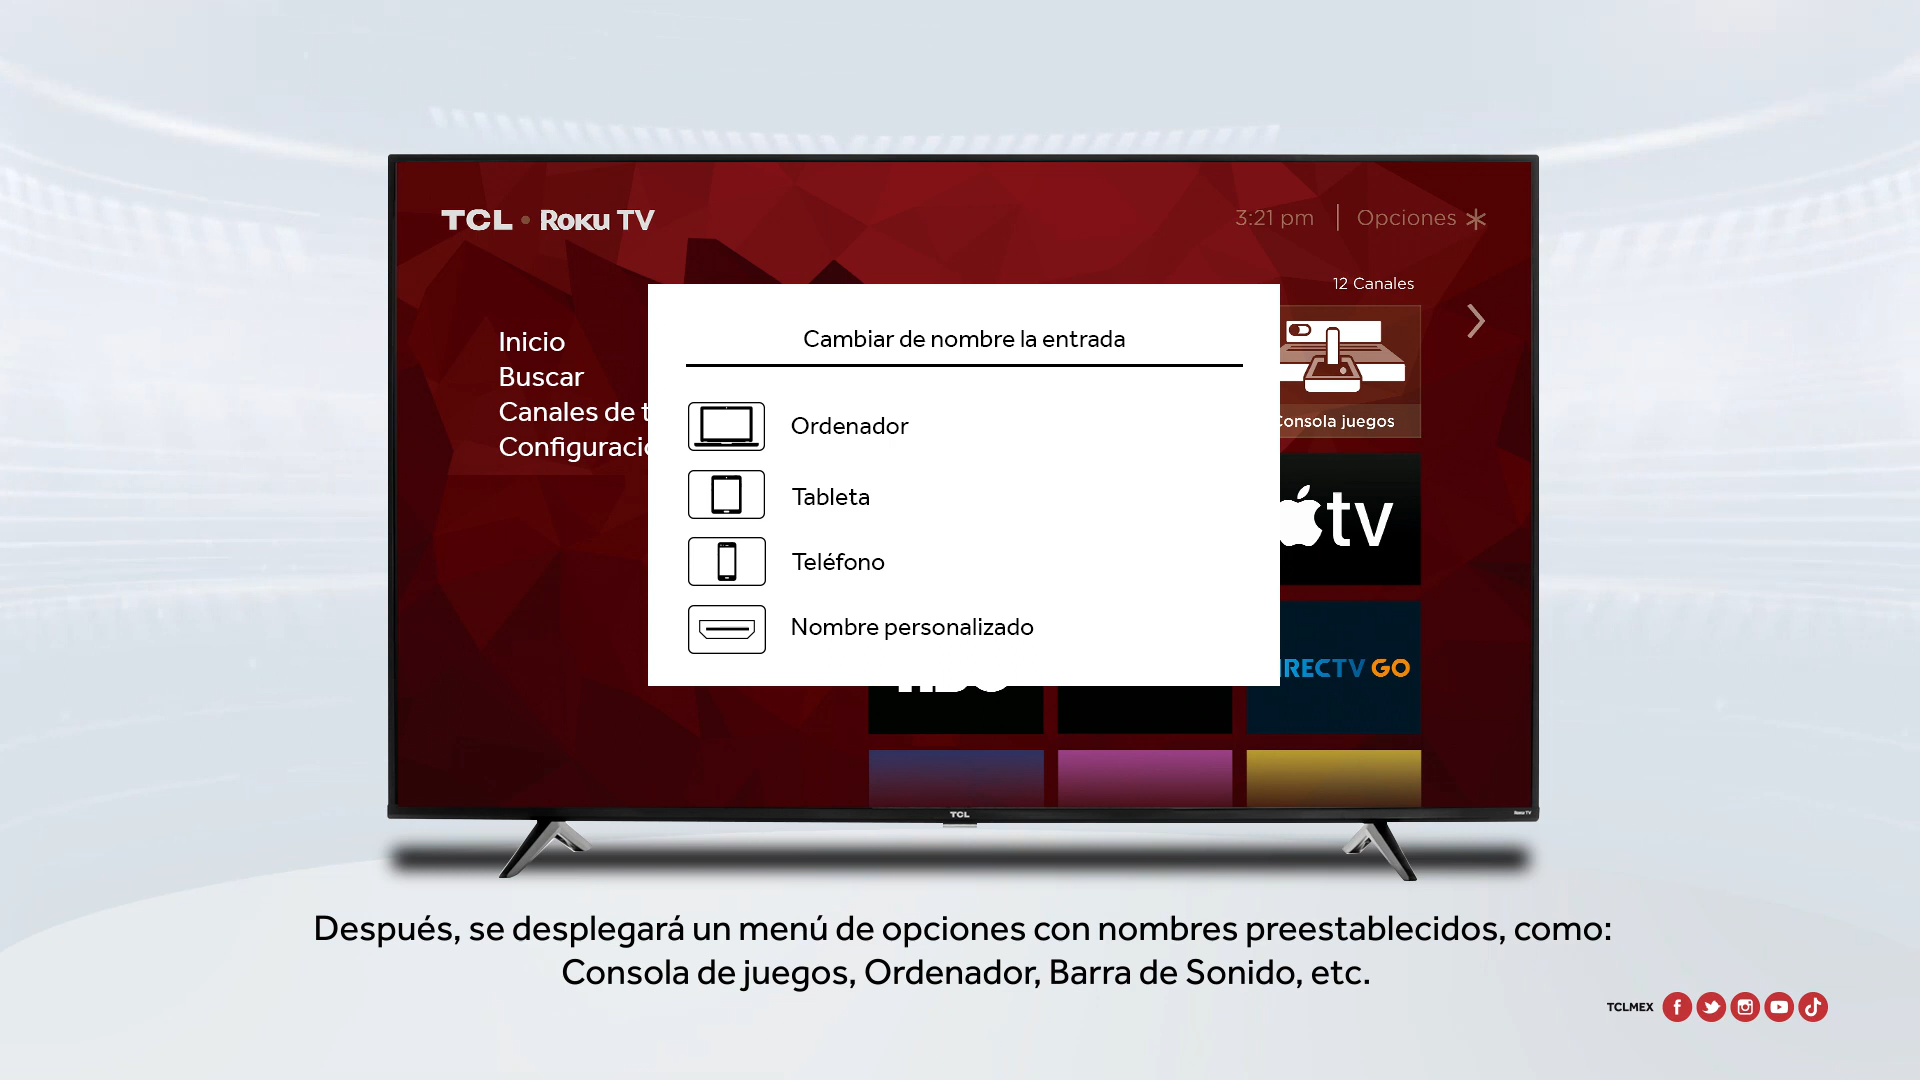 TCL • Roku TV
3:21 pm | Opciones
12 Canales
Inicio
Buscar
Canales de t
Configuraci
Cambiar de nombre la entrada
Ordenador
Tableta
Teléfono
Nombre personalizado
onsola juegos
tv
RECTV GO
TCL
Roku TV
Después, se desplegará un menú de opciones con nombres preestablecidos, como:
Consola de juegos, Ordenador, Barra de Sonido, etc.
TCLMEX